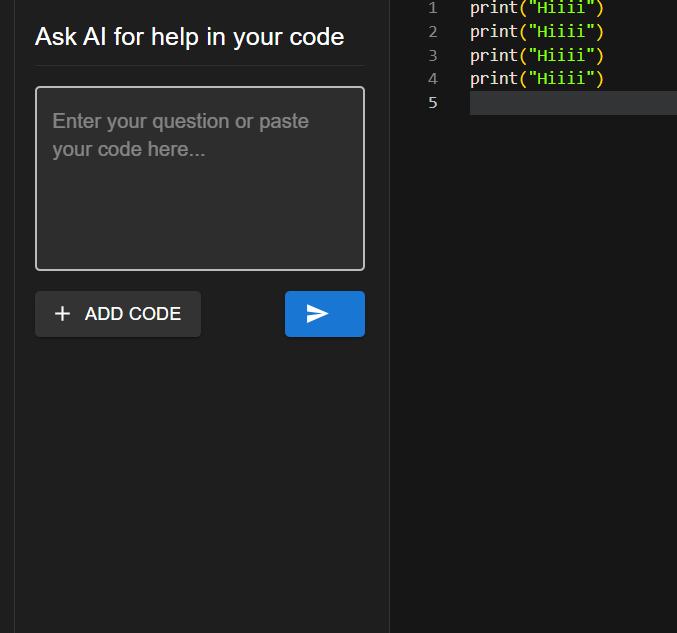 Ask AI for help in your code
Enter your question or paste
your code here...
+ ADD CODE
1 print("Hiiii")
2 print("Hiiii")
3 print("Hiiii")
4 print("Hiiii")
5